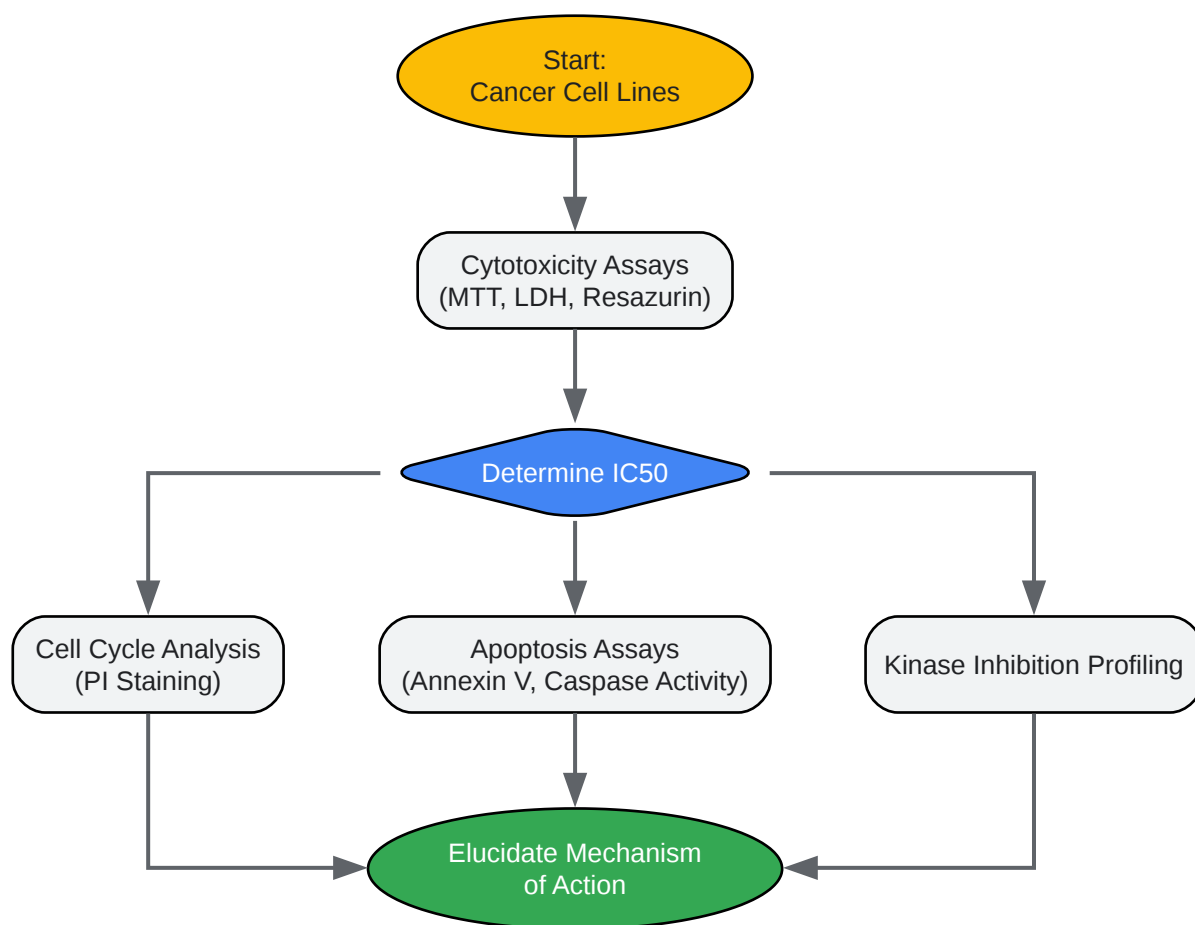 Start:
Cancer Cell Lines
Cytotoxicity Assays
(MTT, LDH, Resazurin)
Determine IC50
Cell Cycle Analysis
(PI Staining)
Apoptosis Assays
(Annexin V, Caspase Activity)
Kinase Inhibition Profiling
Elucidate Mechanism
of Action